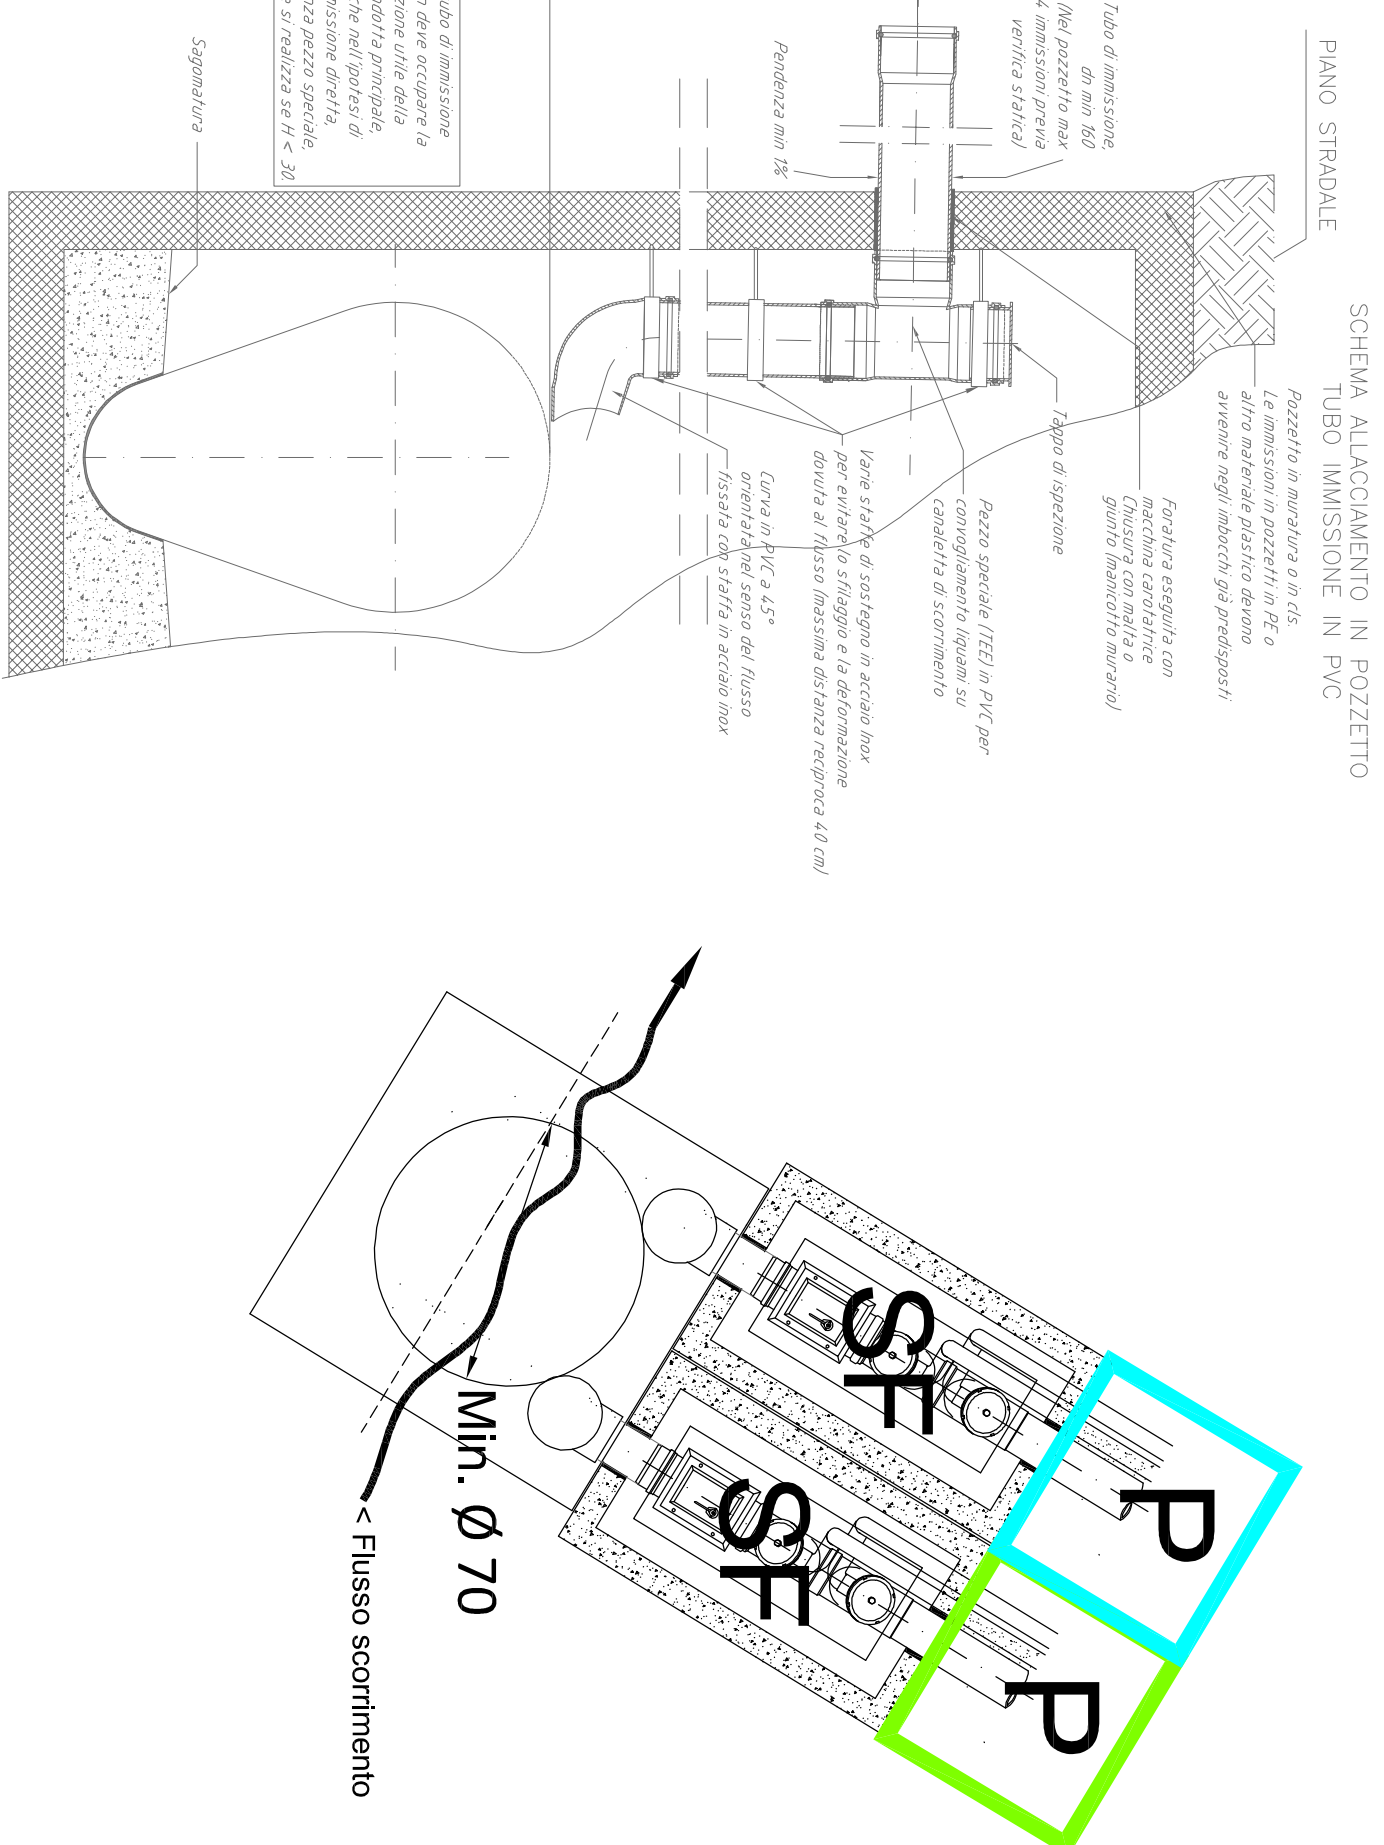 SCHEMA ALLACCIAMENTO IN POZZETTO
TUBO IMMISSIONE IN PVC
PIANO STRADALE
Pozzetto in muratura o in cls.
Le immissioni in pozzetti in PE o
altro materiale plastico devono
avvenire negli imbocchi già predisposti
Foratura eseguita con
macchina carotatrice
Chiusura con malta o
giunto (manicotto murario)
Tubo di immissione,
dn min 160
(Nel pozzetto max
4 immissioni previa
verifica statica)
Tappo di ispezione
Pezzo speciale (TEE) in PVC per
convogliamento liquami su
canaletta di scorrimento
Pendenza min 1%
Varie staffe di sostegno in acciaio Inox
per evitare lo sfilaggio e la deformazione
dovuta al flusso (massima distanza reciproca 40 cm)
Curva in PVC a 45°
orientata nel senso del flusso
fissata con staffa in acciaio inox
tubo di immissione
deve occupare la
utile della
principale,
nell'ipotesi di
diretta,
pezzo speciale,
si realizza se H < 30.
Sagomatura
P
P
SF
SF
Min. Ø 70
< Flusso scorrimento